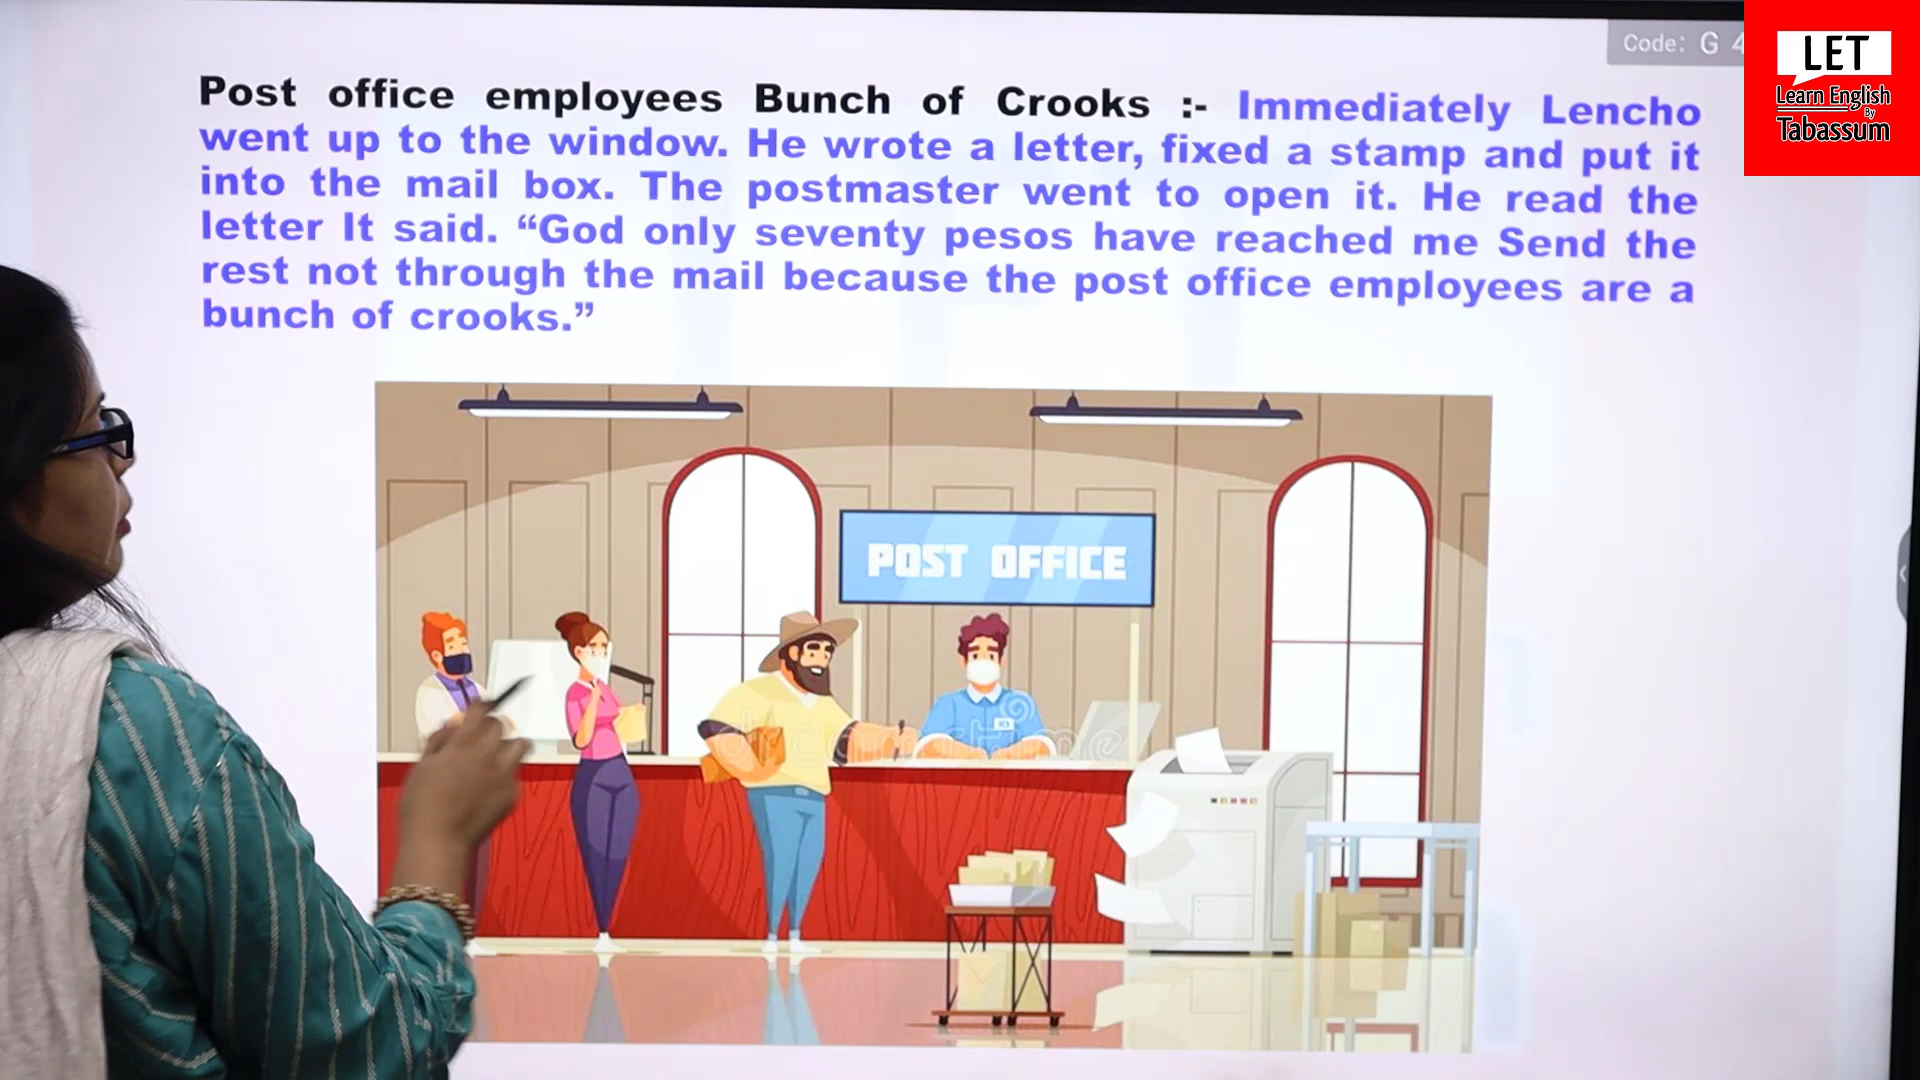 Code: G 4
LET
Learn English
By
Tabassum
Post office employees Bunch of Crooks :- Immediately Lencho
went up to the window. He wrote a letter, fixed a stamp and put it
into the mail box. The postmaster went to open it. He read the
letter It said. “God only seventy pesos have reached me Send the
rest not through the mail because the post office employees are a
bunch of crooks.”
POST OFFICE
dreamstime